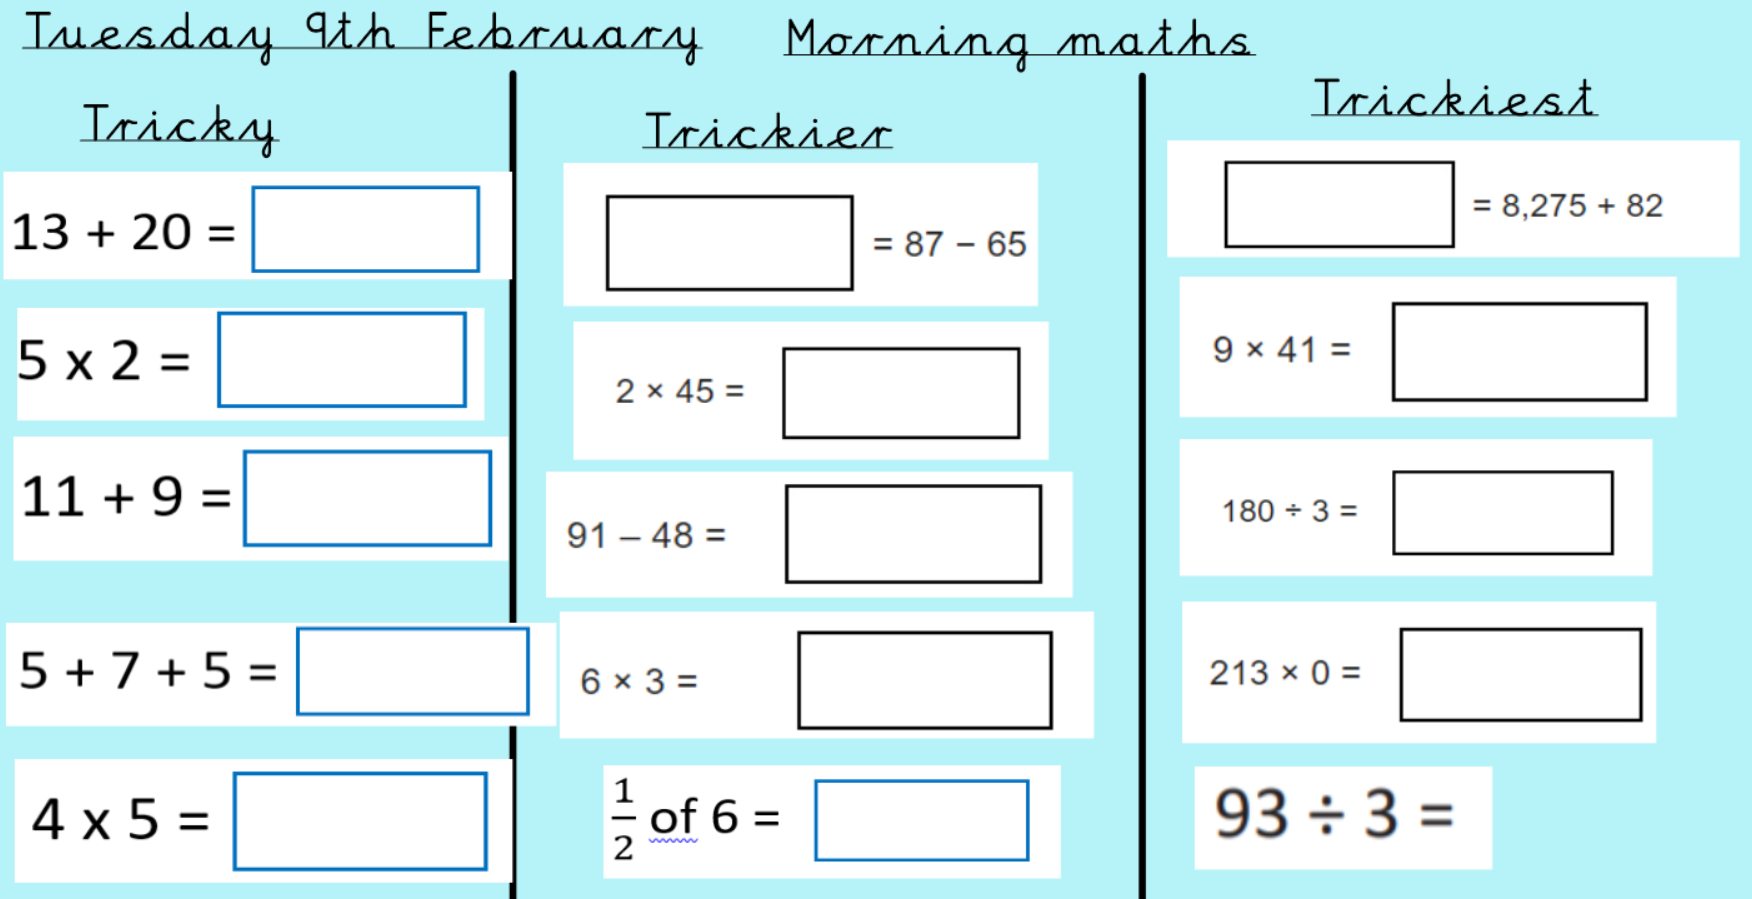 Tuesday 9th February
Morning maths
Tricky
13 + 20 =
5 x 2 =
11 + 9 =
5 + 7 + 5 =
4 x 5 =
Trickier
= 87 – 65
2 × 45 =
91 – 48 =
6 × 3 =
1/2 of 6 =
Trickiest
= 8,275 + 82
9 × 41 =
180 ÷ 3 =
213 × 0 =
93 ÷ 3 =